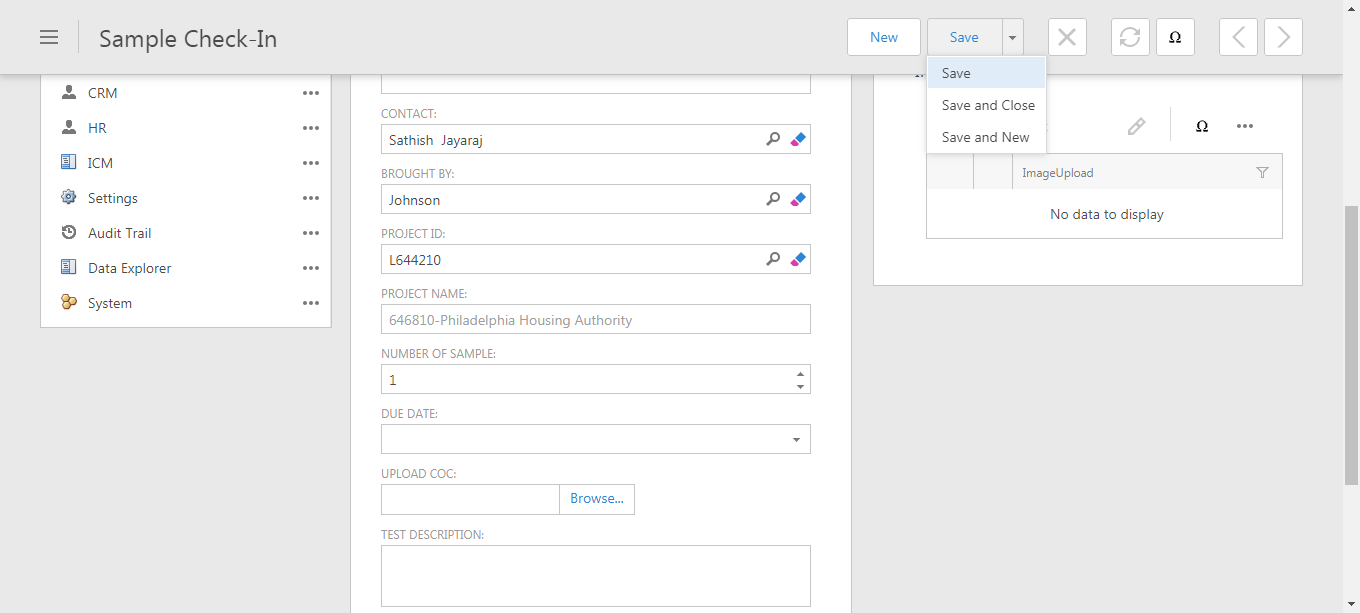 Sample Check-In
New
Save
Ω
Save
Save and Close
Save and New
CRM
HR
ICM
Settings
Audit Trail
Data Explorer
System
CONTACT:
Sathish Jayaraj
BROUGHT BY:
Johnson
PROJECT ID:
L644210
PROJECT NAME:
646810-Philadelphia Housing Authority
NUMBER OF SAMPLE:
1
DUE DATE:
UPLOAD COC:
Browse...
TEST DESCRIPTION:
Ω
ImageUpload
No data to display